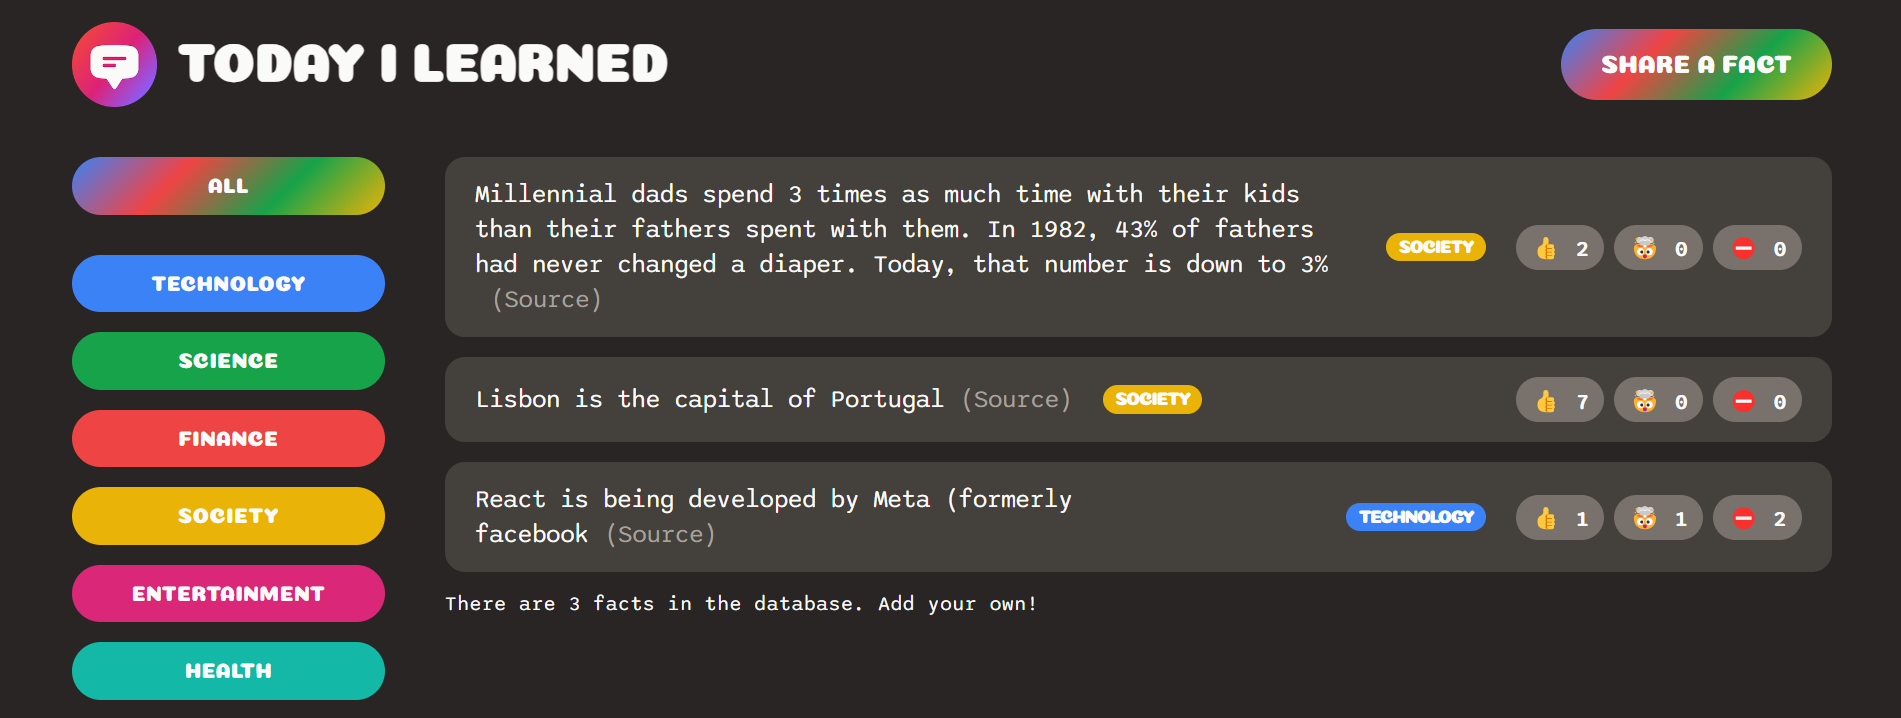 TODAY I LEARNED
SHARE A FACT
ALL
TECHNOLOGY
SCIENCE
FINANCE
SOCIETY
ENTERTAINMENT
HEALTH
Millennial dads spend 3 times as much time with their kids
than their fathers spent with them. In 1982, 43% of fathers
had never changed a diaper. Today, that number is down to 3%
(Source)
SOCIETY
👍 2 🤯 0 ⛔ 0
Lisbon is the capital of Portugal (Source) SOCIETY
👍 7 🤯 0 ⛔ 0
React is being developed by Meta (formerly
facebook (Source)
TECHNOLOGY
👍 1 🤯 1 ⛔ 2
There are 3 facts in the database. Add your own!